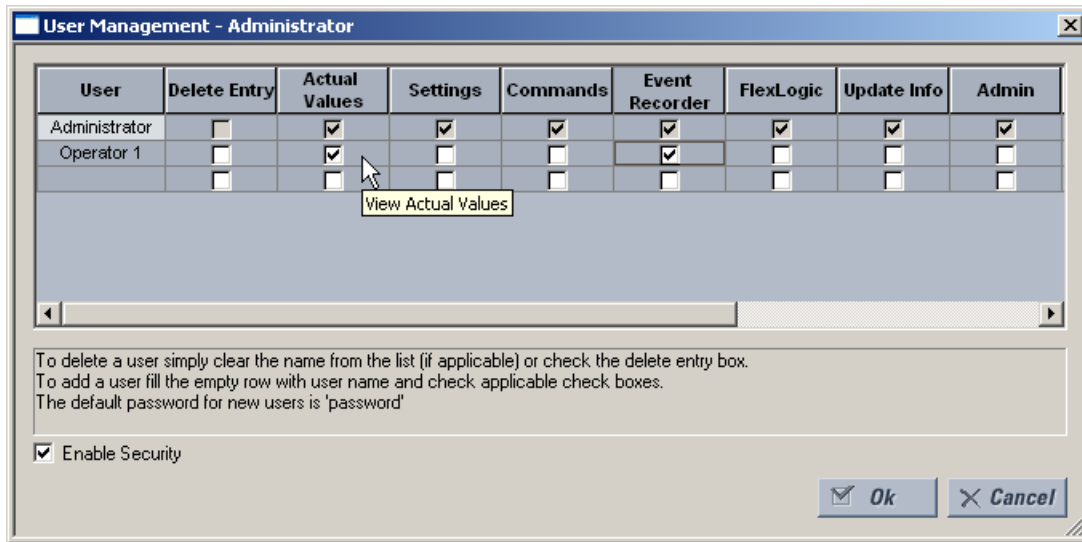 User Management - Administrator
User Delete Entry Actual Values Settings Commands Event Recorder FlexLogic Update Info Admin
Administrator
Operator 1
View Actual Values
To delete a user simply clear the name from the list (if applicable) or check the delete entry box.
To add a user fill the empty row with user name and check applicable check boxes.
The default password for new users is 'password'
Enable Security
Ok Cancel